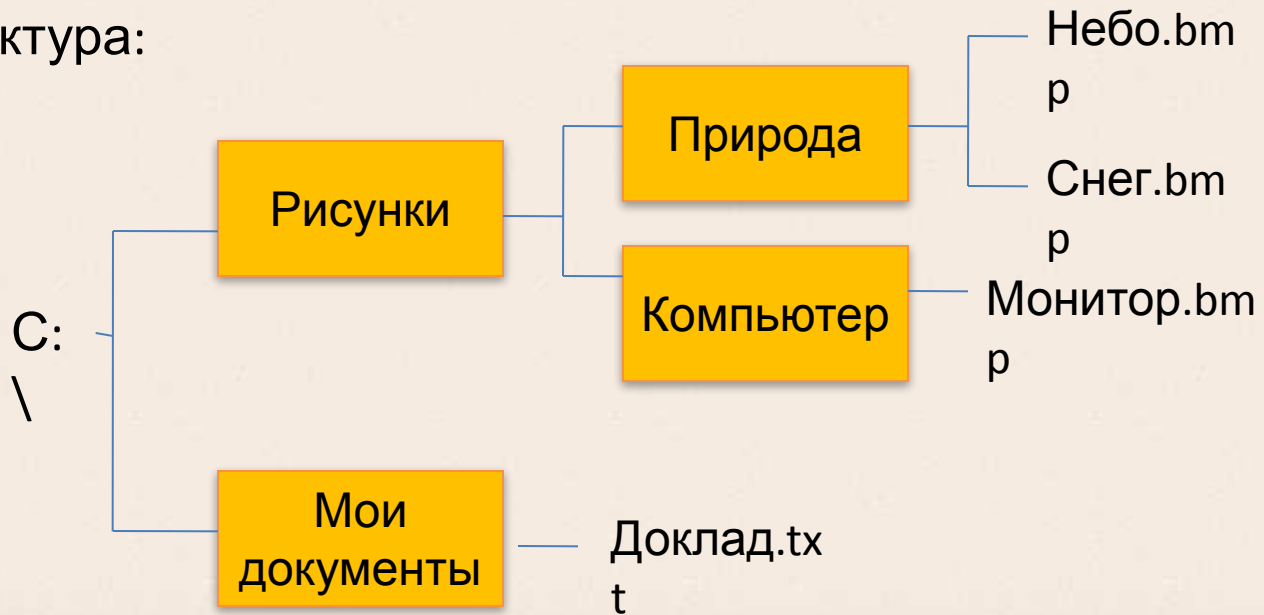 ктура:
Небо.bm
p
Природа
Снег.bm
p
Рисунки
Компьютер
Монитор.bm
p
C:
\
Мои
документы
Доклад.tx
t